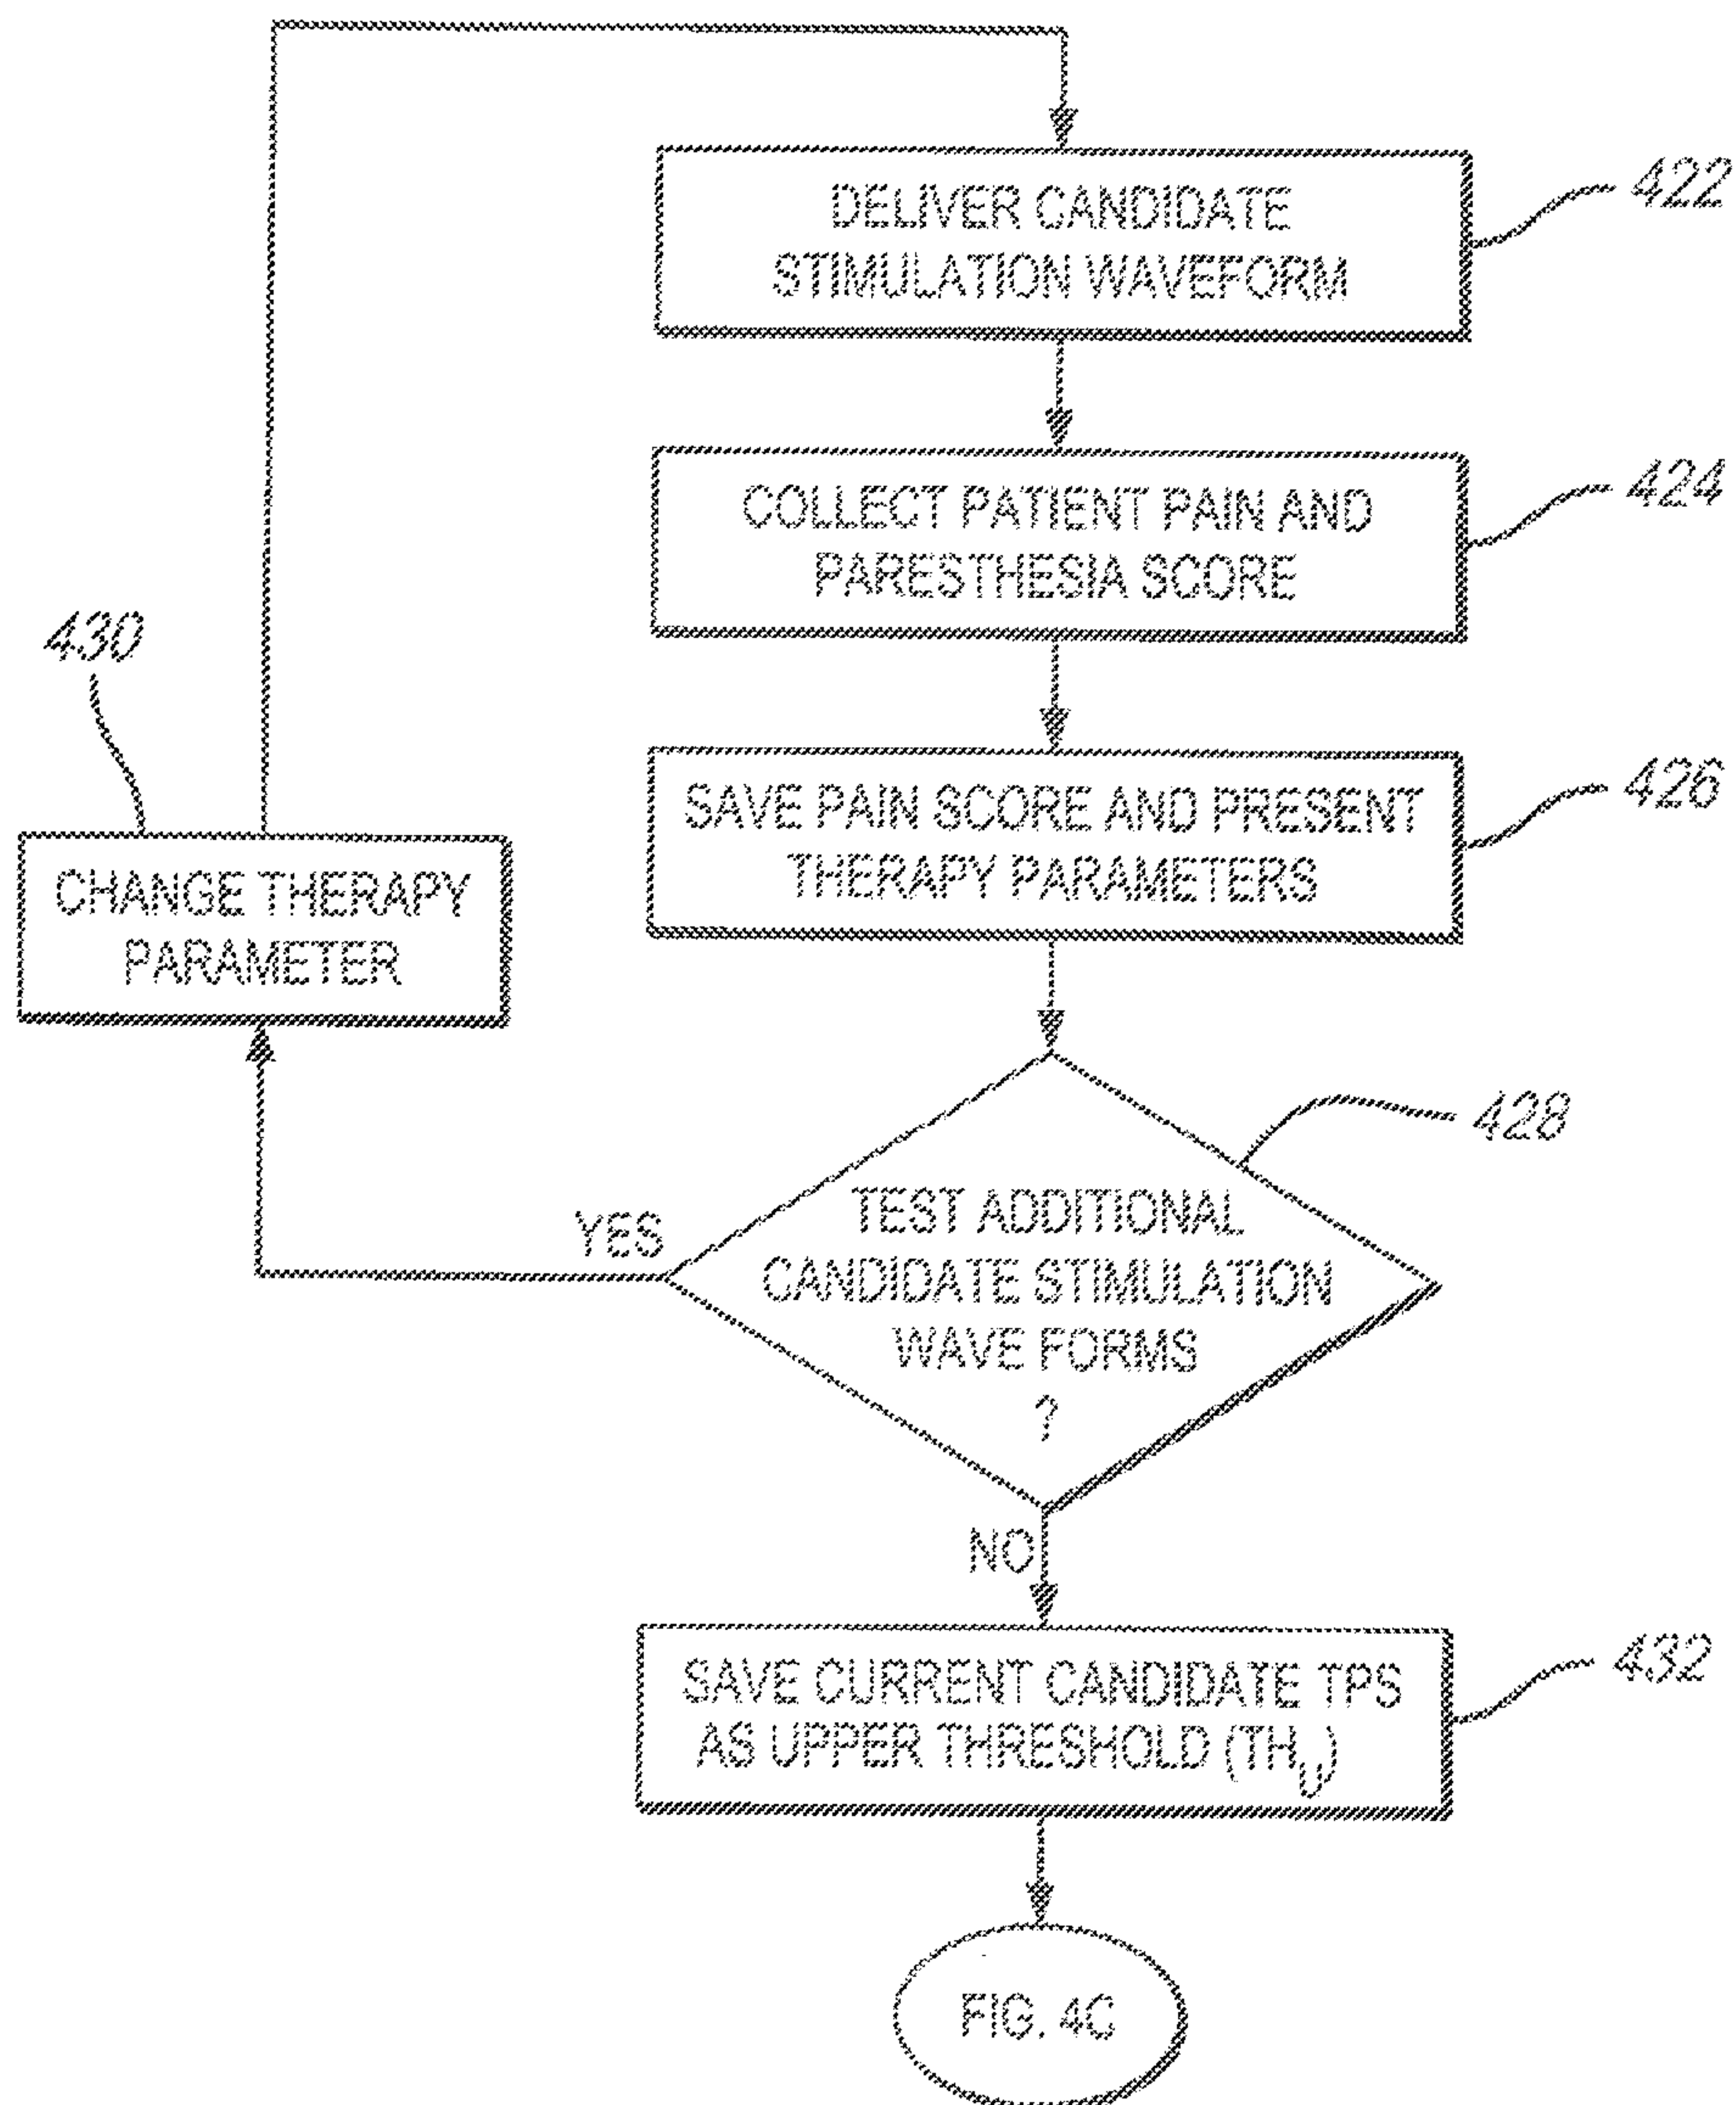 DELIVER CANDIDATE
STIMULATION WAVEFORM
422
COLLECT PATIENT PAIN AND
PARESTHESIA SCORE
424
SAVE PAIN SCORE AND PRESENT
THERAPY PARAMETERS
426
430
CHANGE THERAPY
PARAMETER
428
TEST ADDITIONAL
CANDIDATE STIMULATION
WAVE FORMS
?
YES
NO
SAVE CURRENT CANDIDATE TPS
AS UPPER THRESHOLD (THU)
432
FIG. 4C